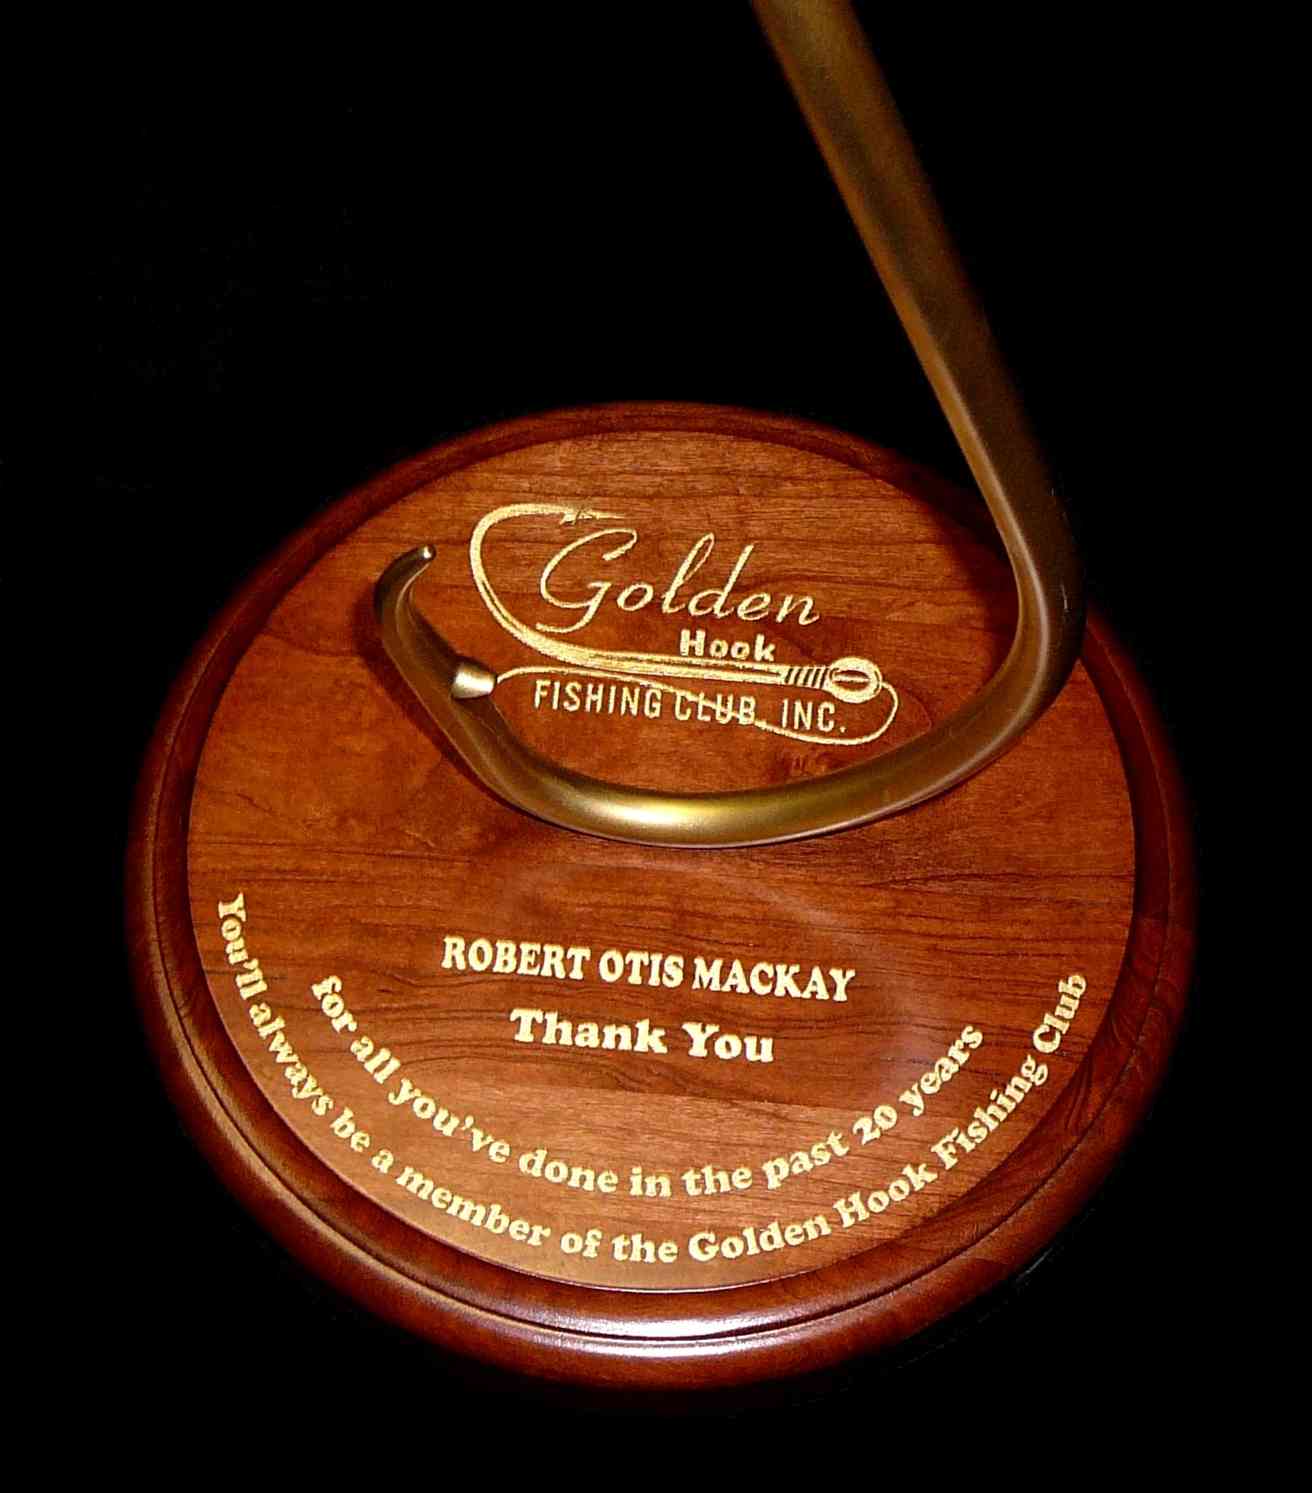 Golden
Hook
FISHING CLUB, INC.
ROBERT OTIS MACKAY
Thank You
for all you've done in the past 20 years
You'll always be a member of the Golden Hook Fishing Club